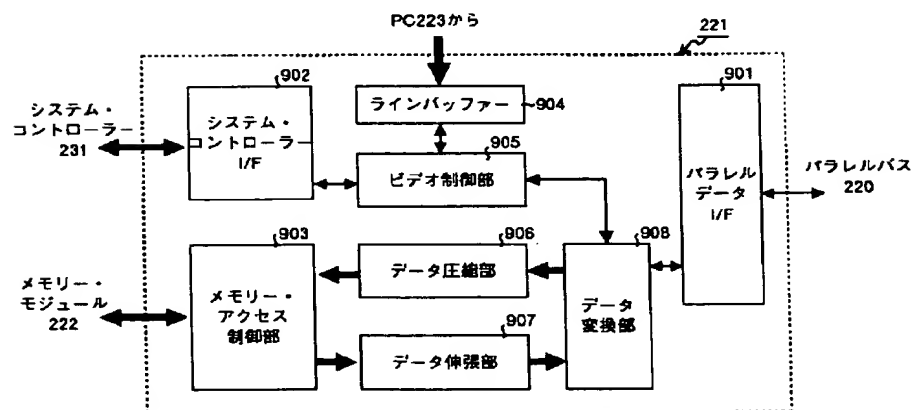 PC223から
221
902
901
ラインバッファー
904
システム・
コントローラー
231
システム・
コントローラー
I/F
905
ビデオ制御部
パラレル
データ
I/F
パラレルバス
220
903
906
908
データ圧縮部
メモリー・
モジュール
222
メモリー・
アクセス
制御部
データ
変換部
907
データ伸張部